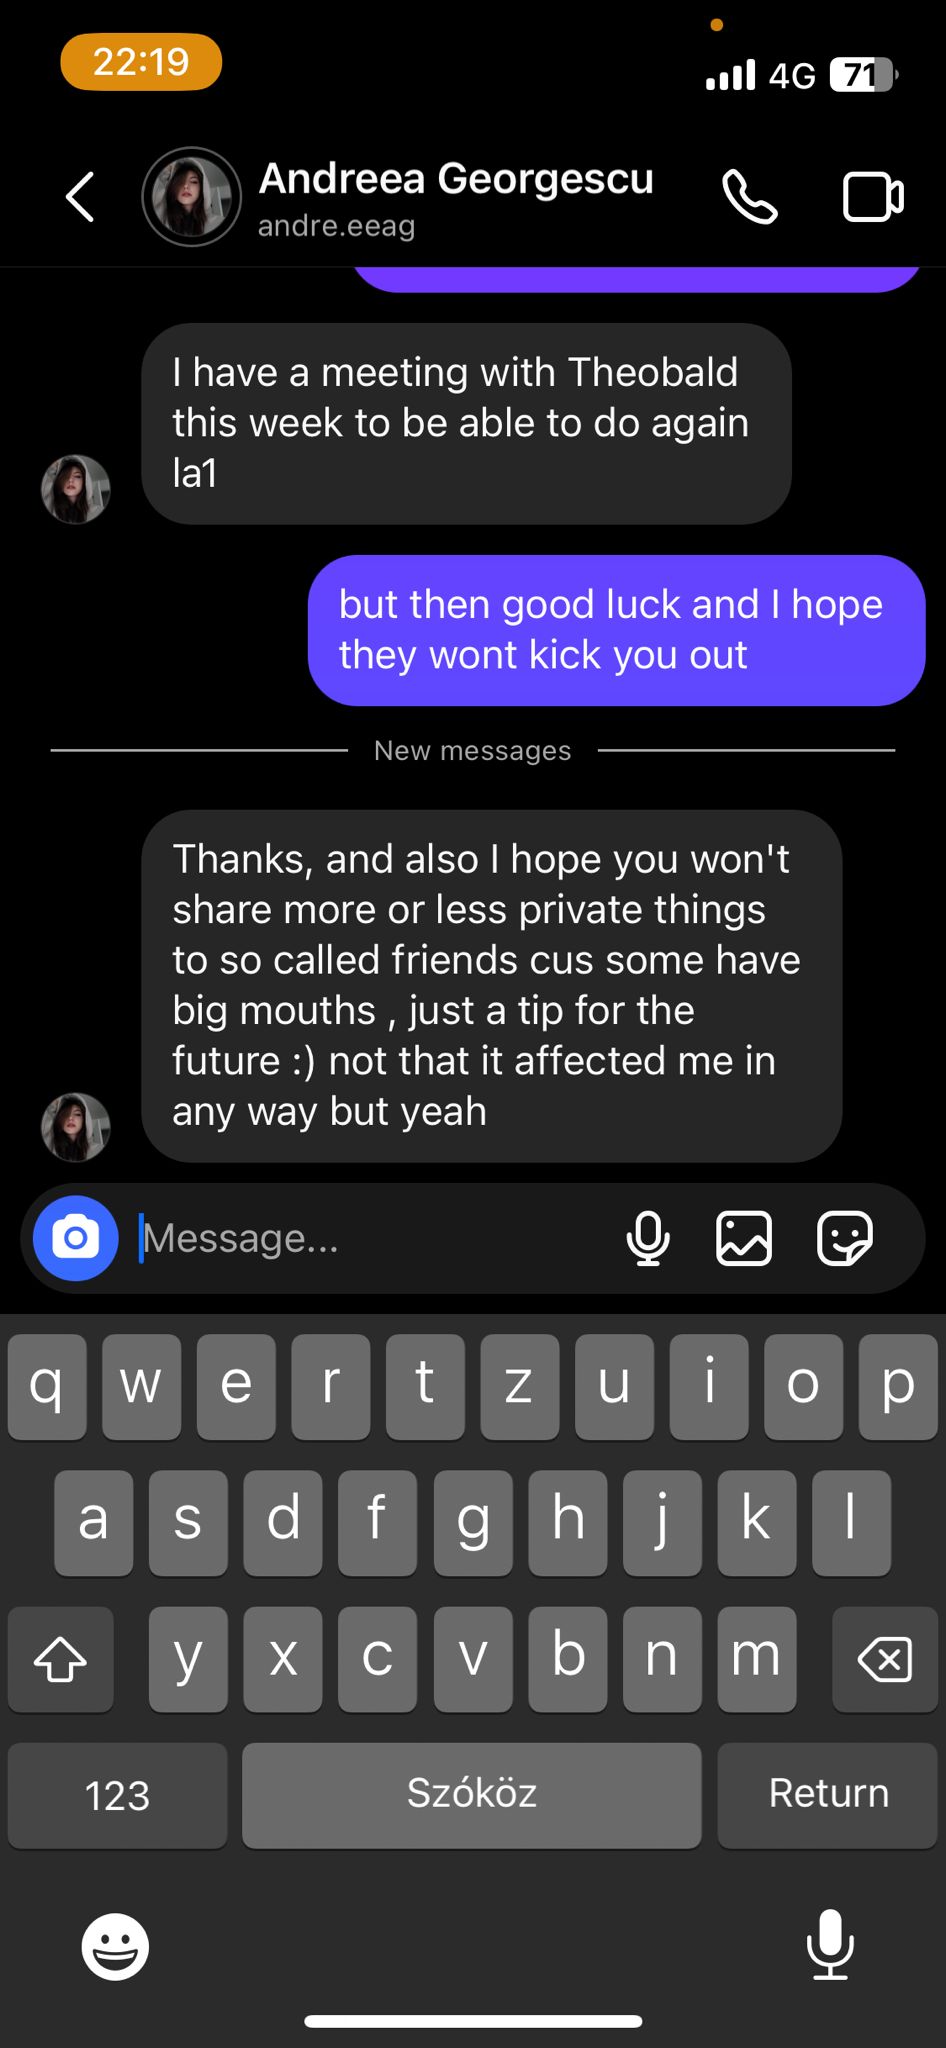 22:19
4G
71
Andreea Georgescu
andre.eeag
I have a meeting with Theobald
this week to be able to do again
la1
but then good luck and I hope
they wont kick you out
New messages
Thanks, and also I hope you won't
share more or less private things
to so called friends cus some have
big mouths , just a tip for the
future :) not that it affected me in
any way but yeah
Message...
q w e r t z u i o p
a s d f g h j k l
y x c v b n m
123 Szóköz Return